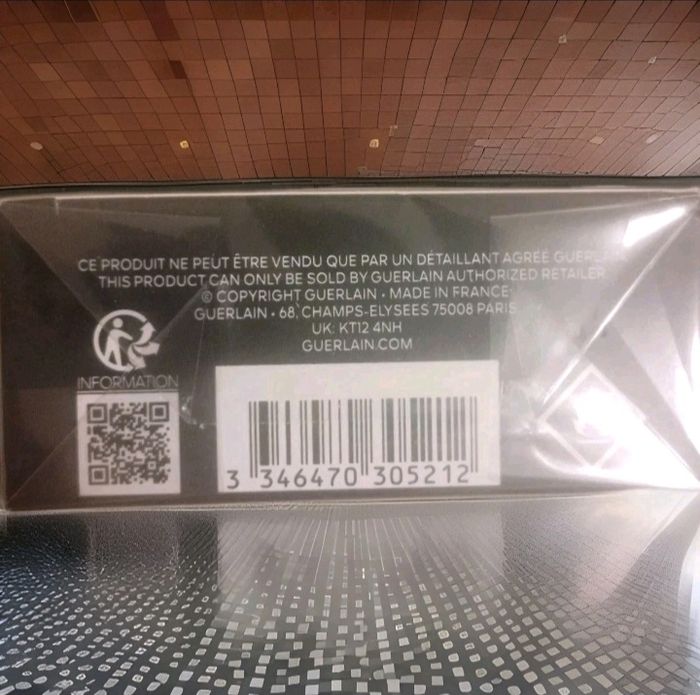 CE PRODUIT NE PEUT ÊTRE VENDU QUE PAR UN DÉTAILLANT AGRÉÉ
THIS PRODUCT CAN ONLY BE SOLD BY GUERLAIN AUTHORIZED RETAILER
© COPYRIGHT GUERLAIN • MADE IN FRANCE
GUERLAIN • 68, CHAMPS-ELYSEES 75008 PARIS
UK: KT12 4NH
GUERLAIN.COM
INFORMATION
3 346470 305212